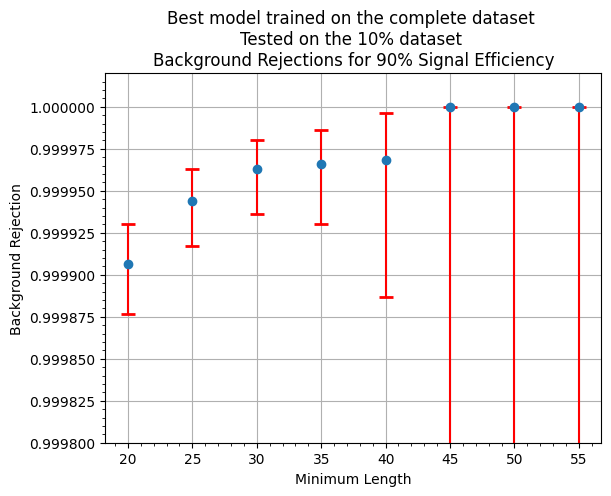 Best model trained on the complete dataset
Tested on the 10% dataset
Background Rejections for 90% Signal Efficiency
1.000000
0.999975
0.999950
0.999925
0.999900
0.999875
0.999850
0.999825
0.999800
Background Rejection
20 25 30 35 40 45 50 55
Minimum Length